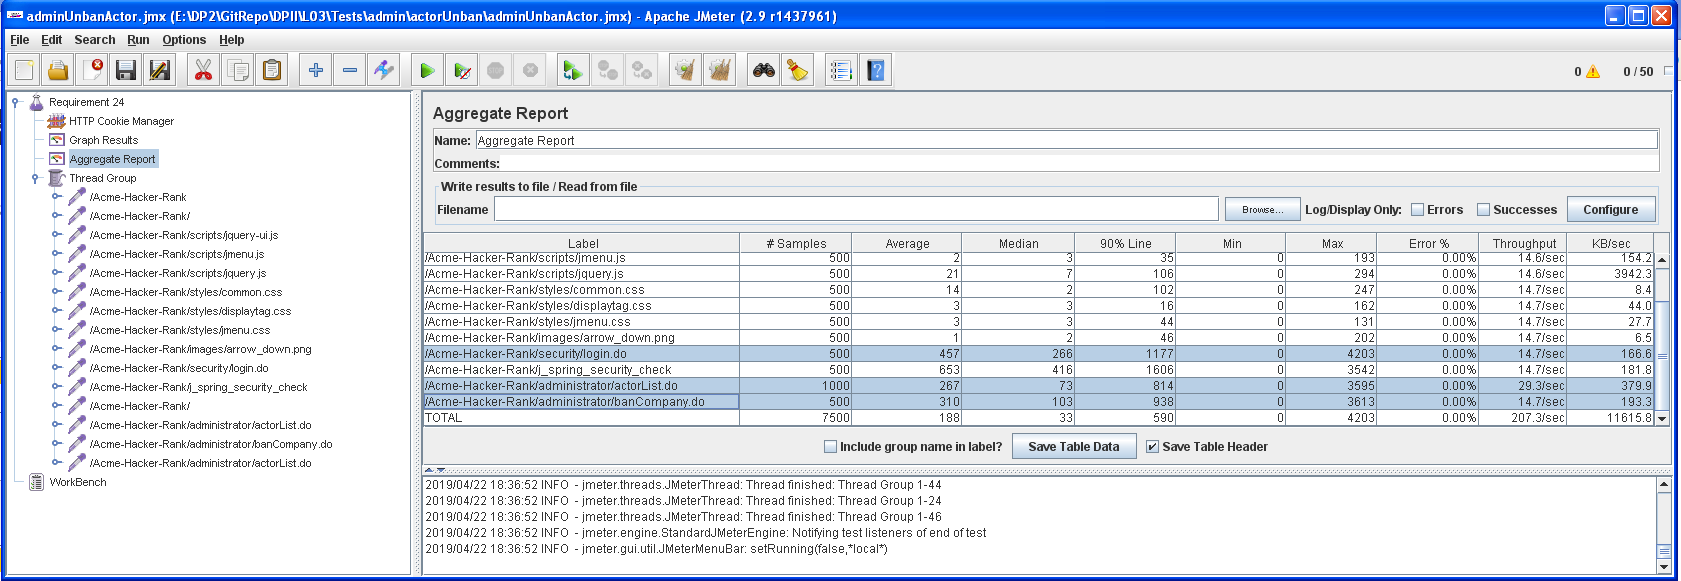 adminUnbanActor.jmx (E:\DP2\GitRepo\DPII\L03\Tests\admin\actorUnban\adminUnbanActor.jmx) - Apache JMeter (2.9 r1437961)
File Edit Search Run Options Help
0 0 / 50
Requirement 24
HTTP Cookie Manager
Graph Results
Aggregate Report
Thread Group
/Acme-Hacker-Rank
/Acme-Hacker-Rank/
/Acme-Hacker-Rank/scripts/jquery-ui.js
/Acme-Hacker-Rank/scripts/jmenu.js
/Acme-Hacker-Rank/scripts/jquery.js
/Acme-Hacker-Rank/styles/common.css
/Acme-Hacker-Rank/styles/displaytag.css
/Acme-Hacker-Rank/styles/jmenu.css
/Acme-Hacker-Rank/images/arrow_down.png
/Acme-Hacker-Rank/security/login.do
/Acme-Hacker-Rank/j_spring_security_check
/Acme-Hacker-Rank/
/Acme-Hacker-Rank/administrator/actorList.do
/Acme-Hacker-Rank/administrator/banCompany.do
/Acme-Hacker-Rank/administrator/actorList.do
WorkBench
Aggregate Report
Name: Aggregate Report
Comments:
Write results to file / Read from file
Filename Browse... Log/Display Only: Errors Successes Configure
Label # Samples Average Median 90% Line Min Max Error % Throughput KB/sec
/Acme-Hacker-Rank/scripts/jmenu.js 500 2 3 35 0 193 0.00% 14.6/sec 154.2
/Acme-Hacker-Rank/scripts/jquery.js 500 21 7 106 0 294 0.00% 14.6/sec 3942.3
/Acme-Hacker-Rank/styles/common.css 500 14 2 102 0 247 0.00% 14.7/sec 8.4
/Acme-Hacker-Rank/styles/displaytag.css 500 3 3 16 0 162 0.00% 14.7/sec 44.0
/Acme-Hacker-Rank/styles/jmenu.css 500 3 3 44 0 131 0.00% 14.7/sec 27.7
/Acme-Hacker-Rank/images/arrow_down.png 500 1 2 46 0 202 0.00% 14.7/sec 6.5
/Acme-Hacker-Rank/security/login.do 500 457 266 1177 0 4203 0.00% 14.7/sec 166.6
/Acme-Hacker-Rank/j_spring_security_check 500 653 416 1606 0 3542 0.00% 14.7/sec 181.8
/Acme-Hacker-Rank/administrator/actorList.do 1000 267 73 814 0 3595 0.00% 29.3/sec 379.9
/Acme-Hacker-Rank/administrator/banCompany.do 500 310 103 938 0 3613 0.00% 14.7/sec 193.3
TOTAL 7500 188 33 590 0 4203 0.00% 207.3/sec 11615.8
Include group name in label? Save Table Data Save Table Header
2019/04/22 18:36:52 INFO - jmeter.threads.JMeterThread: Thread finished: Thread Group 1-44
2019/04/22 18:36:52 INFO - jmeter.threads.JMeterThread: Thread finished: Thread Group 1-24
2019/04/22 18:36:52 INFO - jmeter.threads.JMeterThread: Thread finished: Thread Group 1-46
2019/04/22 18:36:52 INFO - jmeter.engine.StandardJMeterEngine: Notifying test listeners of end of test
2019/04/22 18:36:52 INFO - jmeter.gui.util.JMeterMenuBar: setRunning(false,*local*)